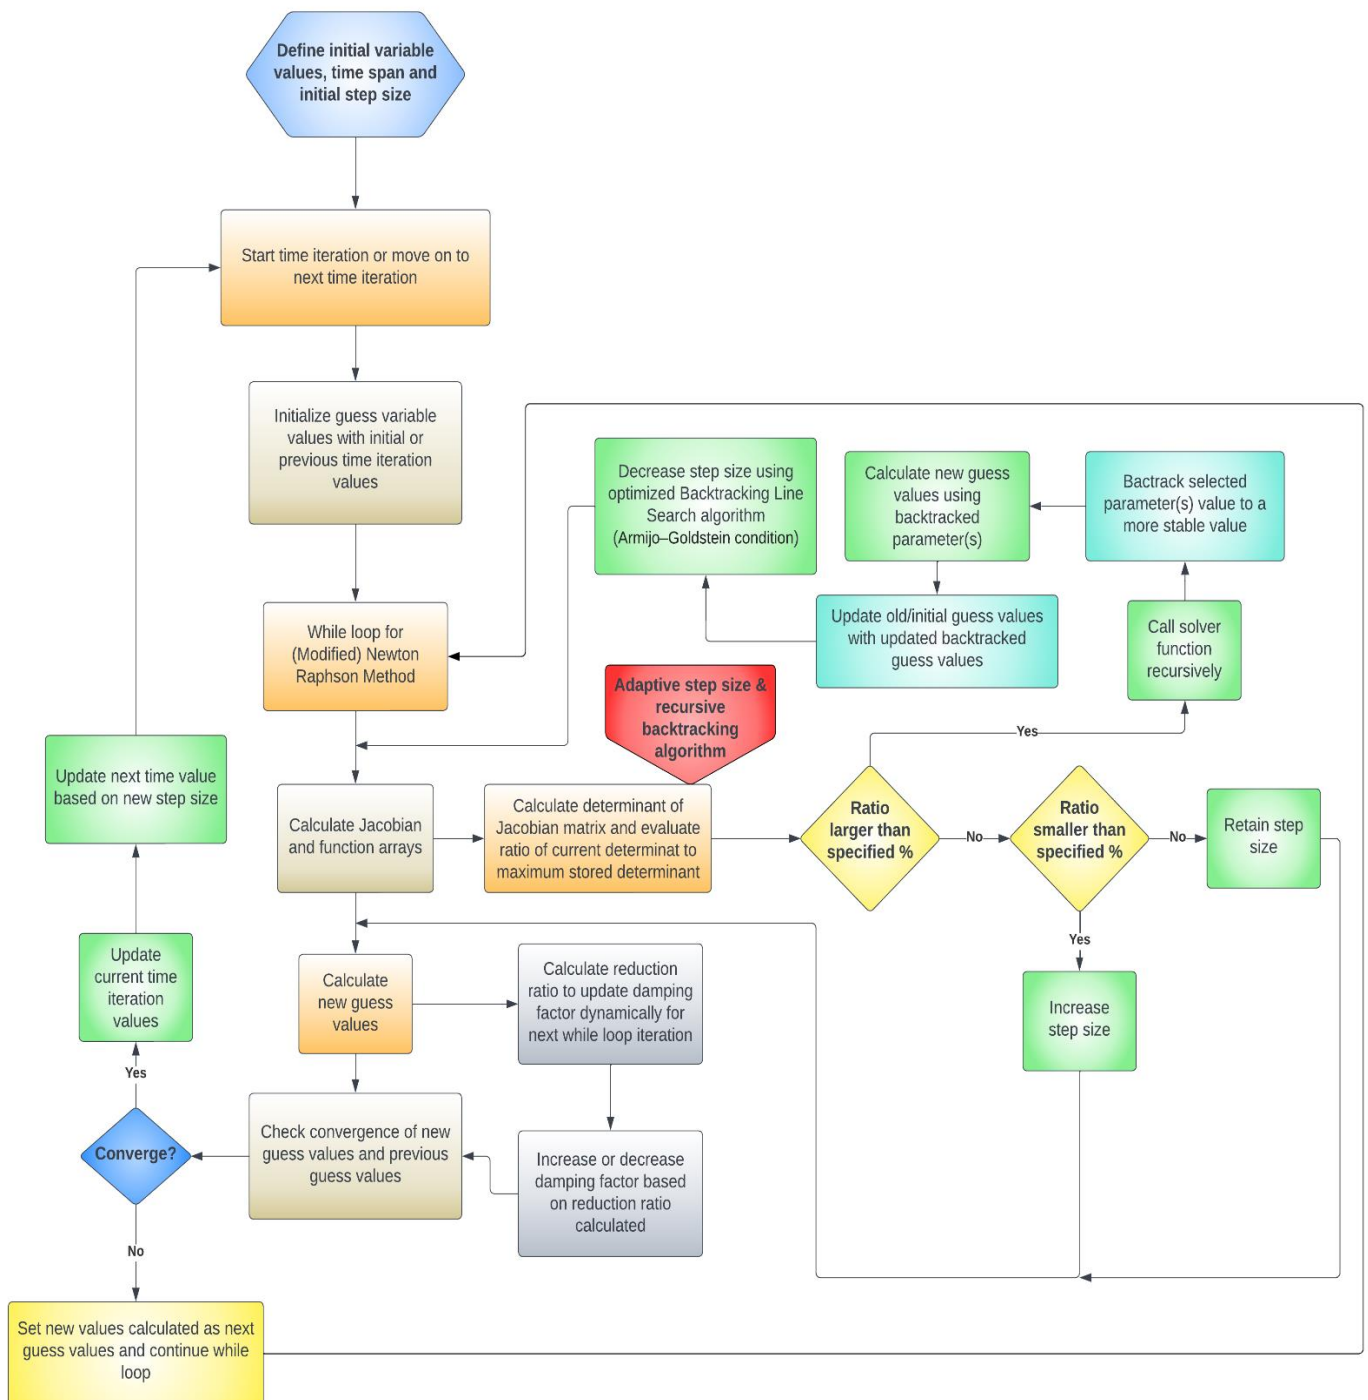 Define initial variable
values, time span and
initial step size
Start time iteration or move on to
next time iteration
Initialize guess variable
values with initial or
previous time iteration
values
Decrease step size using
optimized Backtracking Line
Search algorithm
(Armijo–Goldstein condition)
Calculate new guess
values using
backtracked
parameter(s)
Bactrack selected
parameter(s) value to a
more stable value
While loop for
(Modified) Newton
Raphson Method
Update old/initial guess values
with updated backtracked
guess values
Call solver
function
recursively
Adaptive step size &
recursive
backtracking
algorithm
Yes
Update next time value
based on new step size
Calculate Jacobian
and function arrays
Calculate determinant of
Jacobian matrix and evaluate
ratio of current determinat to
maximum stored determinant
Ratio
larger than
specified %
No
Ratio
smaller than
specified %
No
Retain step
size
Yes
Update
current time
iteration
values
Calculate
new guess
values
Calculate reduction
ratio to update damping
factor dynamically for
next while loop iteration
Increase
step size
Yes
Converge?
Check convergence of new
guess values and previous
guess values
Increase or decrease
damping factor based
on reduction ratio
calculated
No
Set new values calculated as next
guess values and continue while
loop